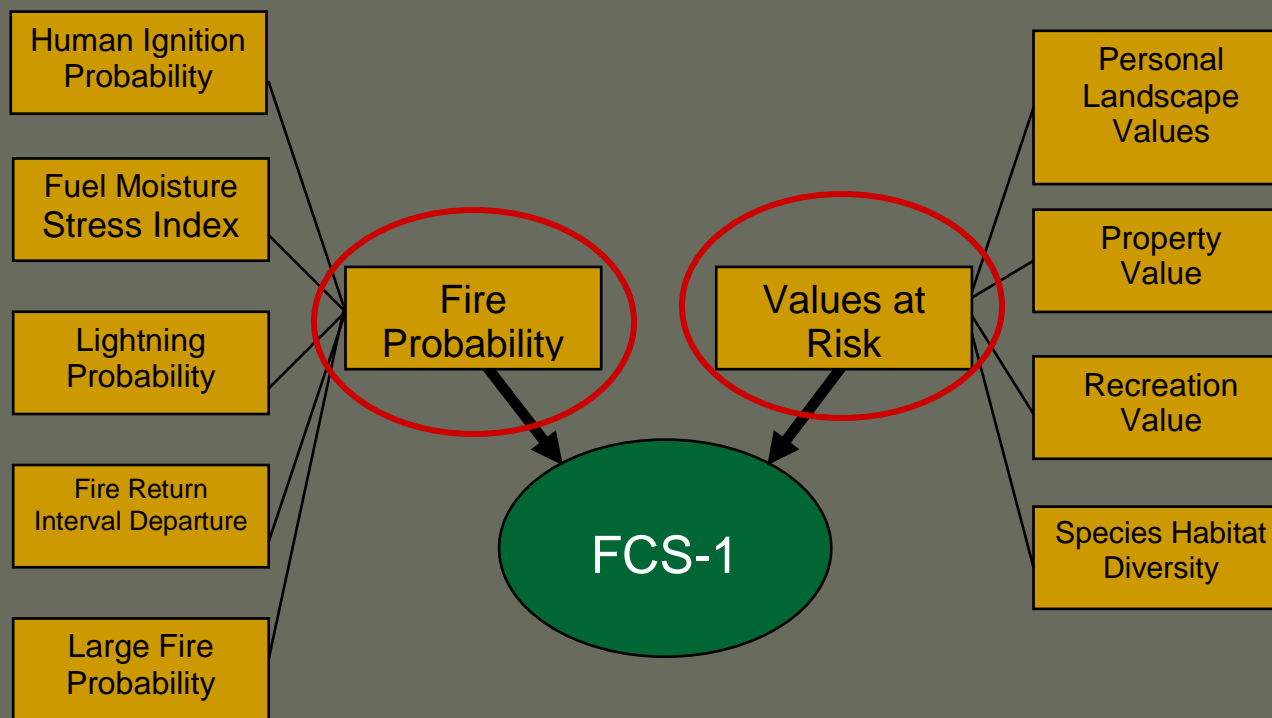 Human Ignition
Probability
Fuel Moisture
Stress Index
Lightning
Probability
Fire Return
Interval Departure
Large Fire
Probability
Fire
Probability
Values at
Risk
FCS-1
Personal
Landscape
Values
Property
Value
Recreation
Value
Species Habitat
Diversity